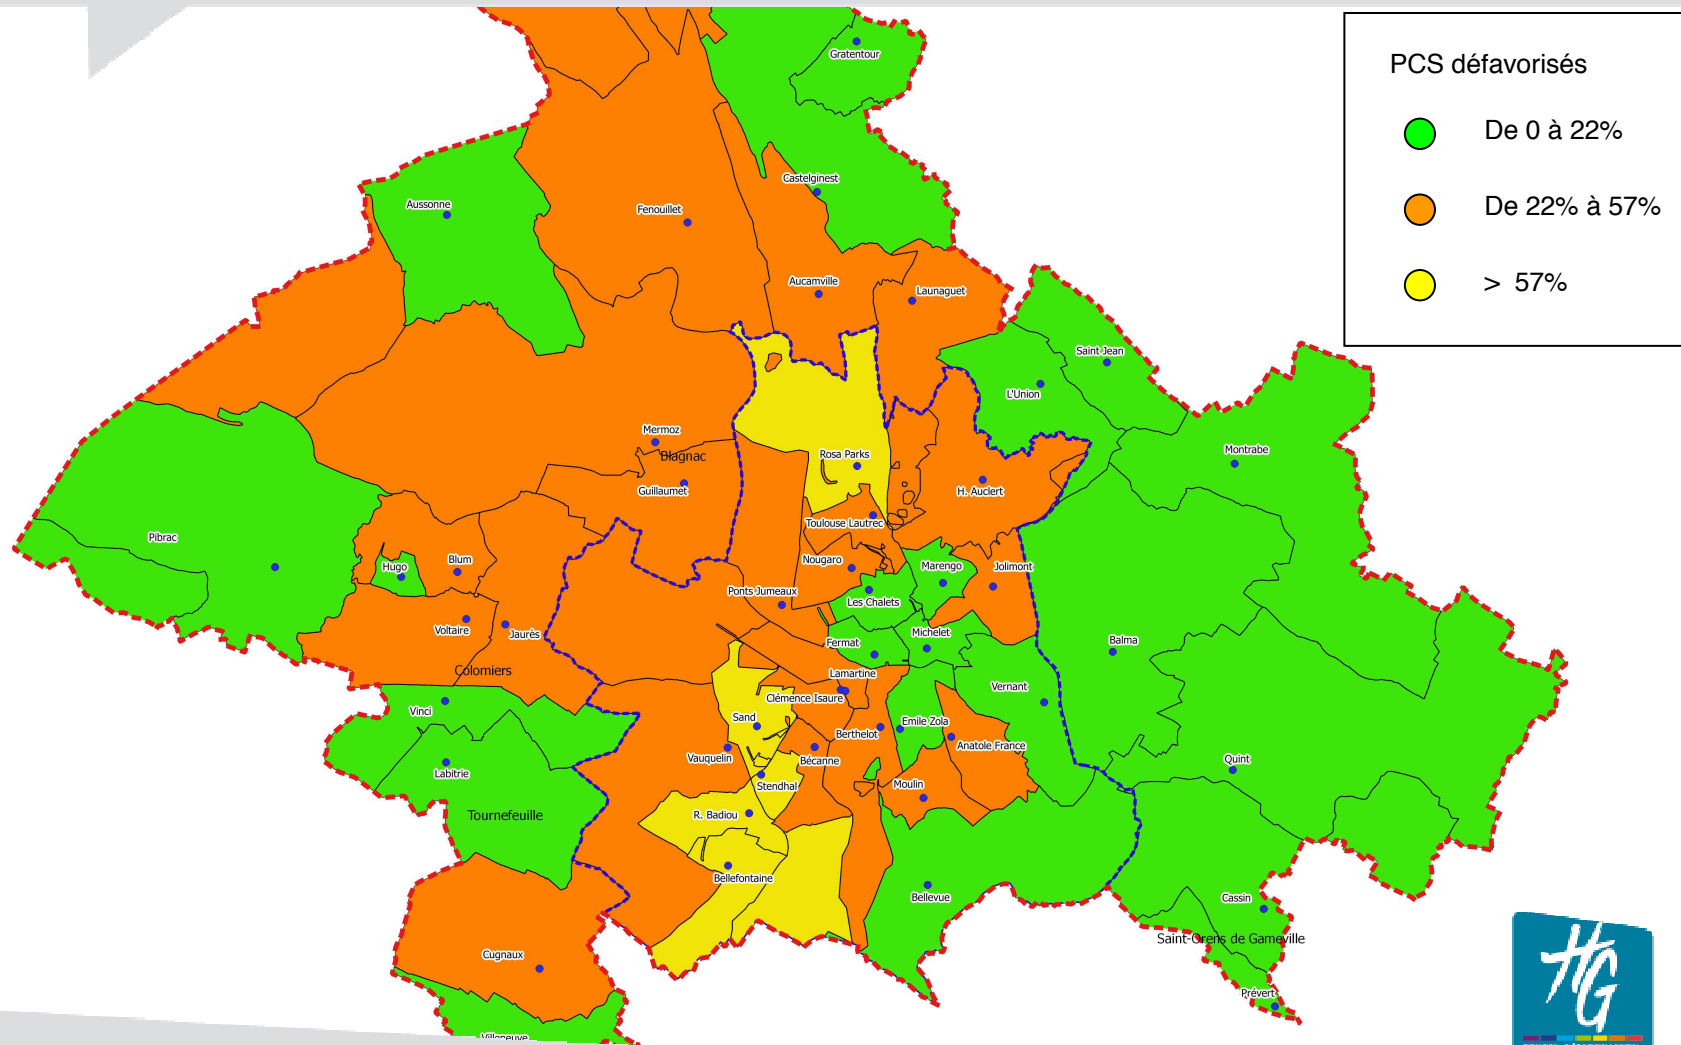 PCS défavorisés
De 0 à 22%
De 22% à 57%
> 57%
Gratentour
Castelginest
Aussonne
Fenouillet
Aucamville
Launaguet
Saint Jean
L'Union
Mermoz
Blagnac
Guillaumet
Rosa Parks
H. Auclert
Montrabe
Toulouse Lautrec
Pibrac
Hugo
Blum
Nougaro
Marengo
Jolimont
Ponts Jumeaux
Les Chalets
Voltaire
Jaurès
Fermat
Michelet
Balma
Colomiers
Lamartine
Vernant
Clémence Isaure
Vinci
Sand
Emile Zola
Berthelot
Anatole France
Vauquelin
Bécanne
Quint
Labitrie
Stendhal
Moulin
Tournefeuille
R. Badiou
Bellefontaine
Bellevue
Cassin
Saint-Orens de Gameville
Cugnaux
Prévert
Villeneuve
HG